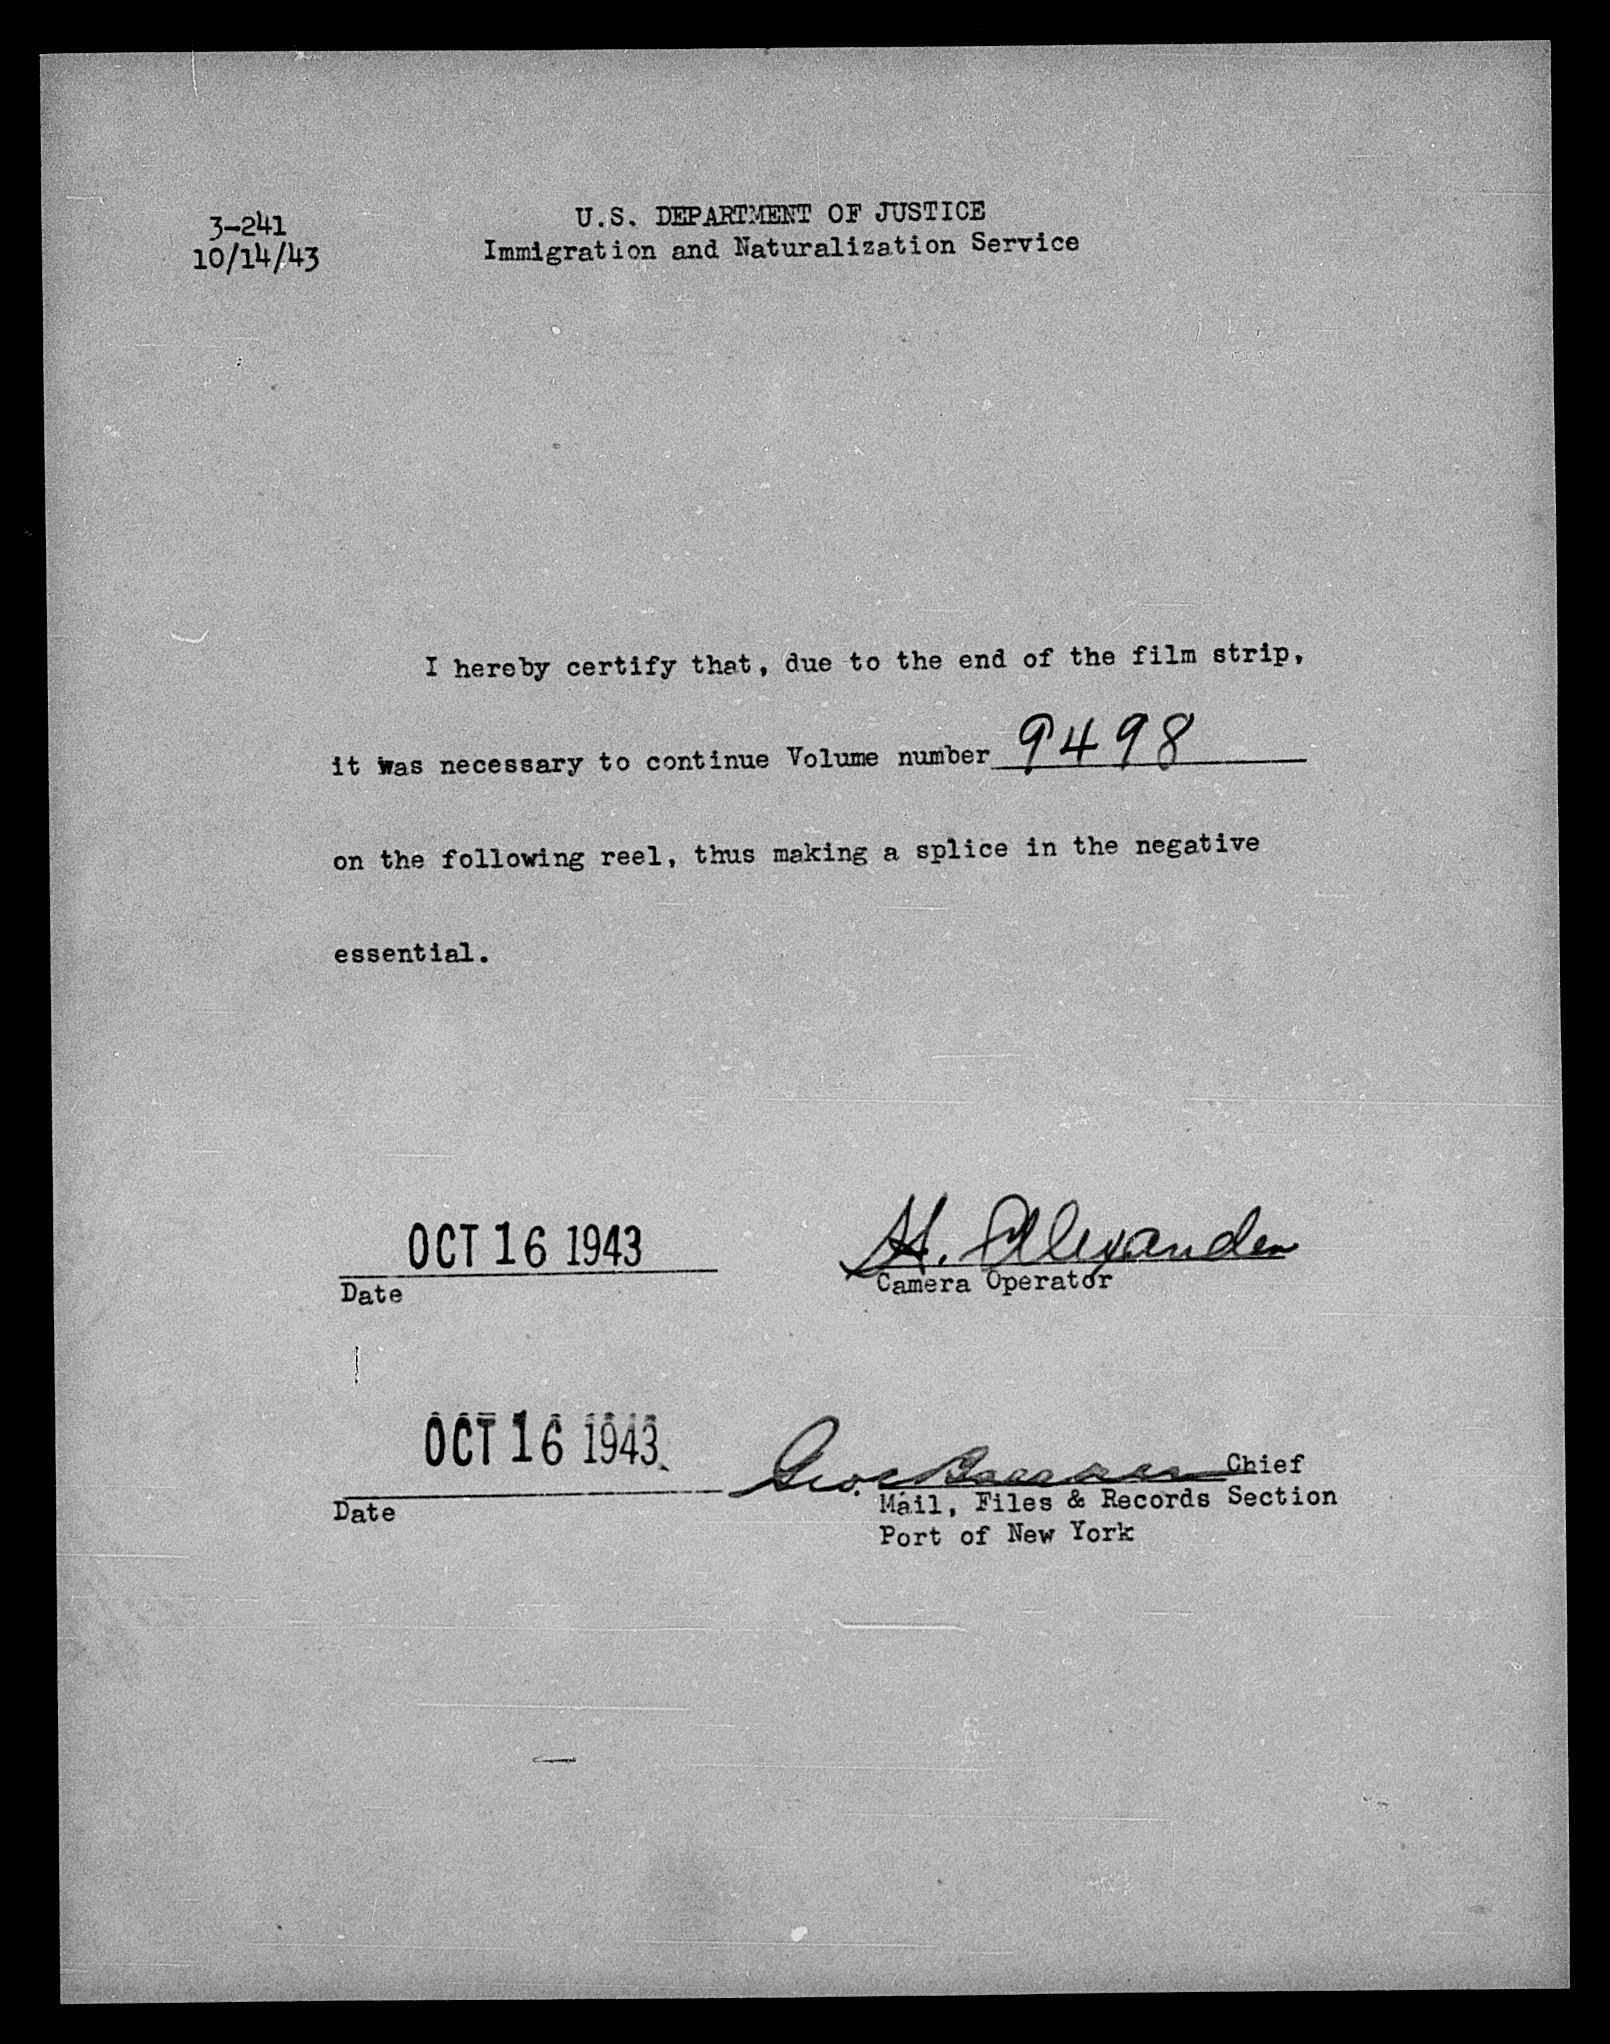 3-241
10/14/43
U.S. DEPARTMENT OF JUSTICE
Immigration and Naturalization Service
I hereby certify that, due to the end of the film strip,
it was necessary to continue Volume number 9498
on the following reel, thus making a splice in the negative
essential.
OCT 16 1943
Date
H. Alexander
Camera Operator
OCT 16 1943
Date
Geo. Chief
Mail, Files & Records Section
Port of New York